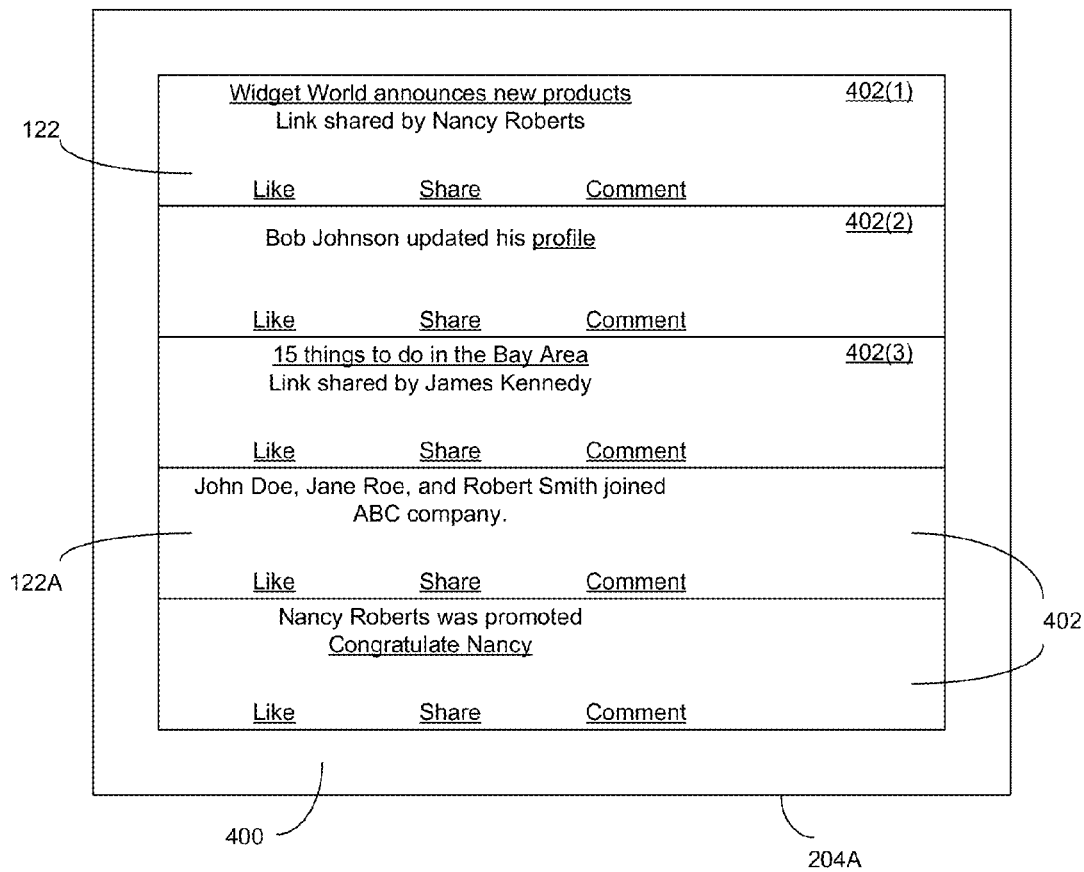 Widget World announces new products
402(1)
Link shared by Nancy Roberts
122
Like Share Comment
402(2)
Bob Johnson updated his profile
Like Share Comment
15 things to do in the Bay Area
402(3)
Link shared by James Kennedy
Like Share Comment
John Doe, Jane Roe, and Robert Smith joined
ABC company.
122A
Like Share Comment
Nancy Roberts was promoted
402
Congratulate Nancy
Like Share Comment
400
204A